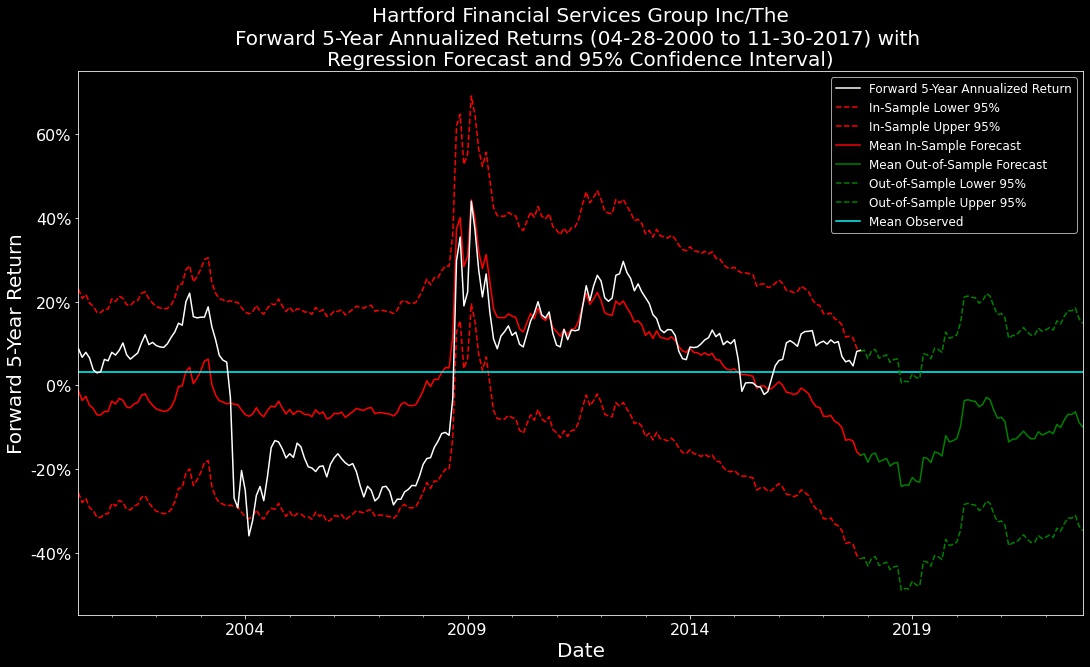 Hartford Financial Services Group Inc/The
Forward 5-Year Annualized Returns (04-28-2000 to 11-30-2017) with
Regression Forecast and 95% Confidence Interval)
Forward 5-Year Annualized Return
In-Sample Lower 95%
In-Sample Upper 95%
Mean In-Sample Forecast
Mean Out-of-Sample Forecast
Out-of-Sample Lower 95%
Out-of-Sample Upper 95%
Mean Observed
Forward 5-Year Return
60%
40%
20%
0%
-20%
-40%
2004
2009
2014
2019
Date